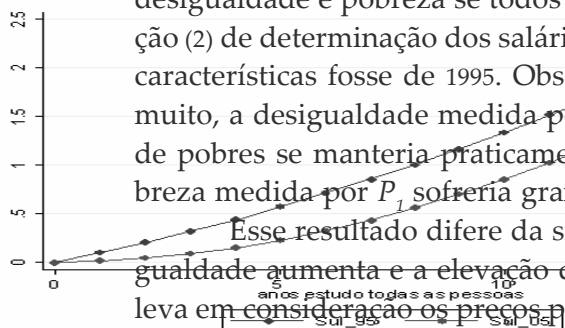 desigualdade e pobreza se todos
ção (2) de determinação dos salári
características fosse de 1995. Obs
muito, a desigualdade medida p
de pobres se manteria praticame
breza medida por P1 sofreria gra
Esse resultado difere da s
gualdade aumenta e a elevação d
leva em consideração os preços p
2.5
2
1.5
1
.5
0
0 5 10
anos estudo todas as pessoas
Sul_95 Sul_05